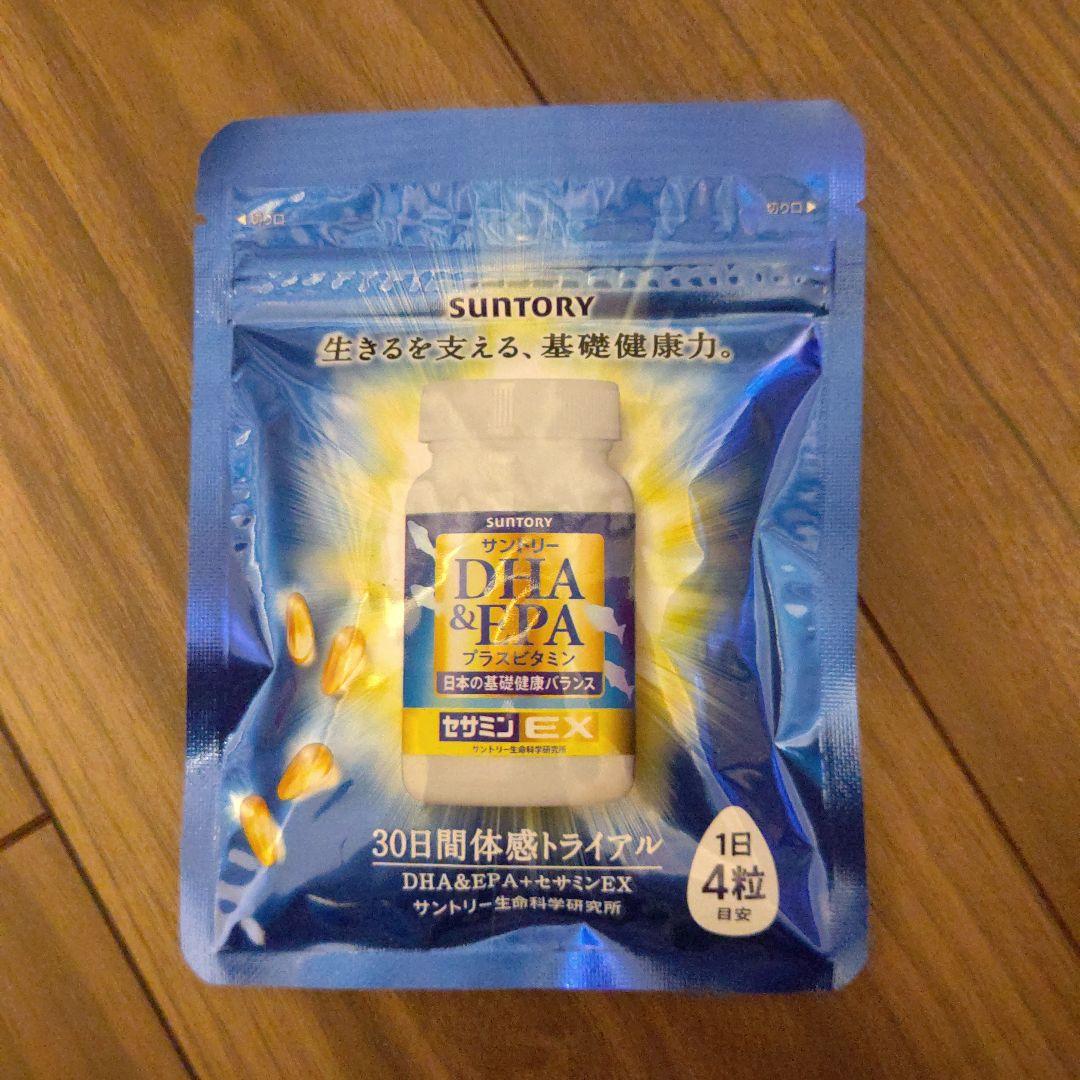 切り口 切り口
SUNTORY
生きるを支える、基礎健康力。
SUNTORY
サントリー
DHA
&EPA
プラスビタミン
日本の基礎健康バランス
セサミンEX
サントリー生命科学研究所
30日間体感トライアル
DHA&EPA+セサミンEX
サントリー生命科学研究所
1日
4粒
目安